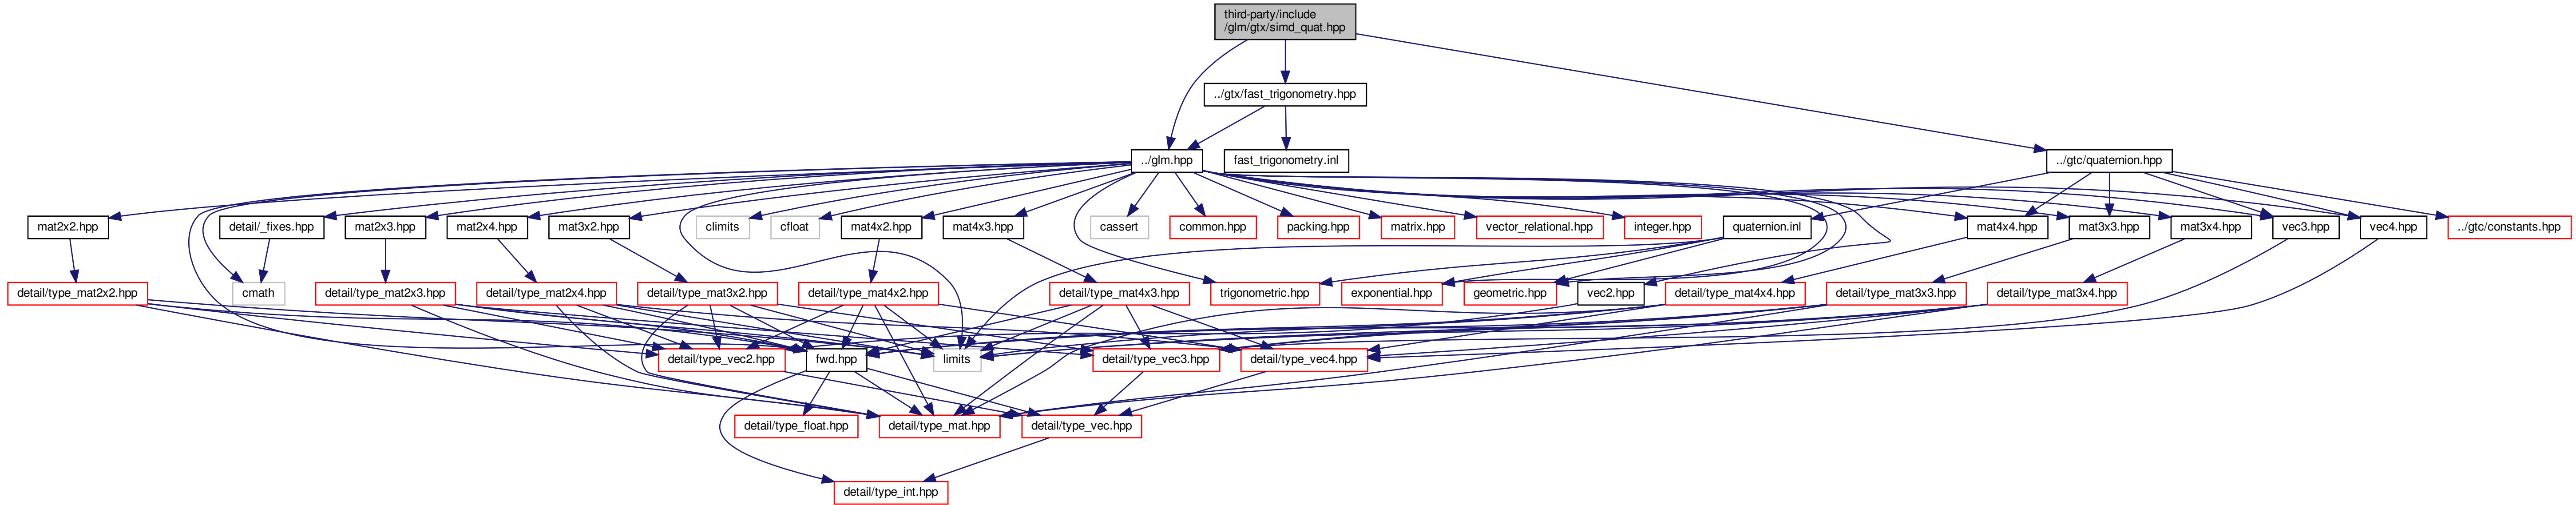 third-party/include
/glm/gtx/simd_quat.hpp
../gtx/fast_trigonometry.hpp
../glm.hpp
fast_trigonometry.inl
../gtc/quaternion.hpp
mat2x2.hpp
detail/_fixes.hpp
mat2x3.hpp
mat2x4.hpp
mat3x2.hpp
climits
cfloat
mat4x2.hpp
mat4x3.hpp
cassert
common.hpp
packing.hpp
matrix.hpp
vector_relational.hpp
integer.hpp
quaternion.inl
mat4x4.hpp
mat3x3.hpp
mat3x4.hpp
vec3.hpp
vec4.hpp
../gtc/constants.hpp
detail/type_mat2x2.hpp
cmath
detail/type_mat2x3.hpp
detail/type_mat2x4.hpp
detail/type_mat3x2.hpp
detail/type_mat4x2.hpp
detail/type_mat4x3.hpp
trigonometric.hpp
exponential.hpp
geometric.hpp
vec2.hpp
detail/type_mat4x4.hpp
detail/type_mat3x3.hpp
detail/type_mat3x4.hpp
detail/type_vec2.hpp
fwd.hpp
limits
detail/type_vec3.hpp
detail/type_vec4.hpp
detail/type_float.hpp
detail/type_mat.hpp
detail/type_vec.hpp
detail/type_int.hpp